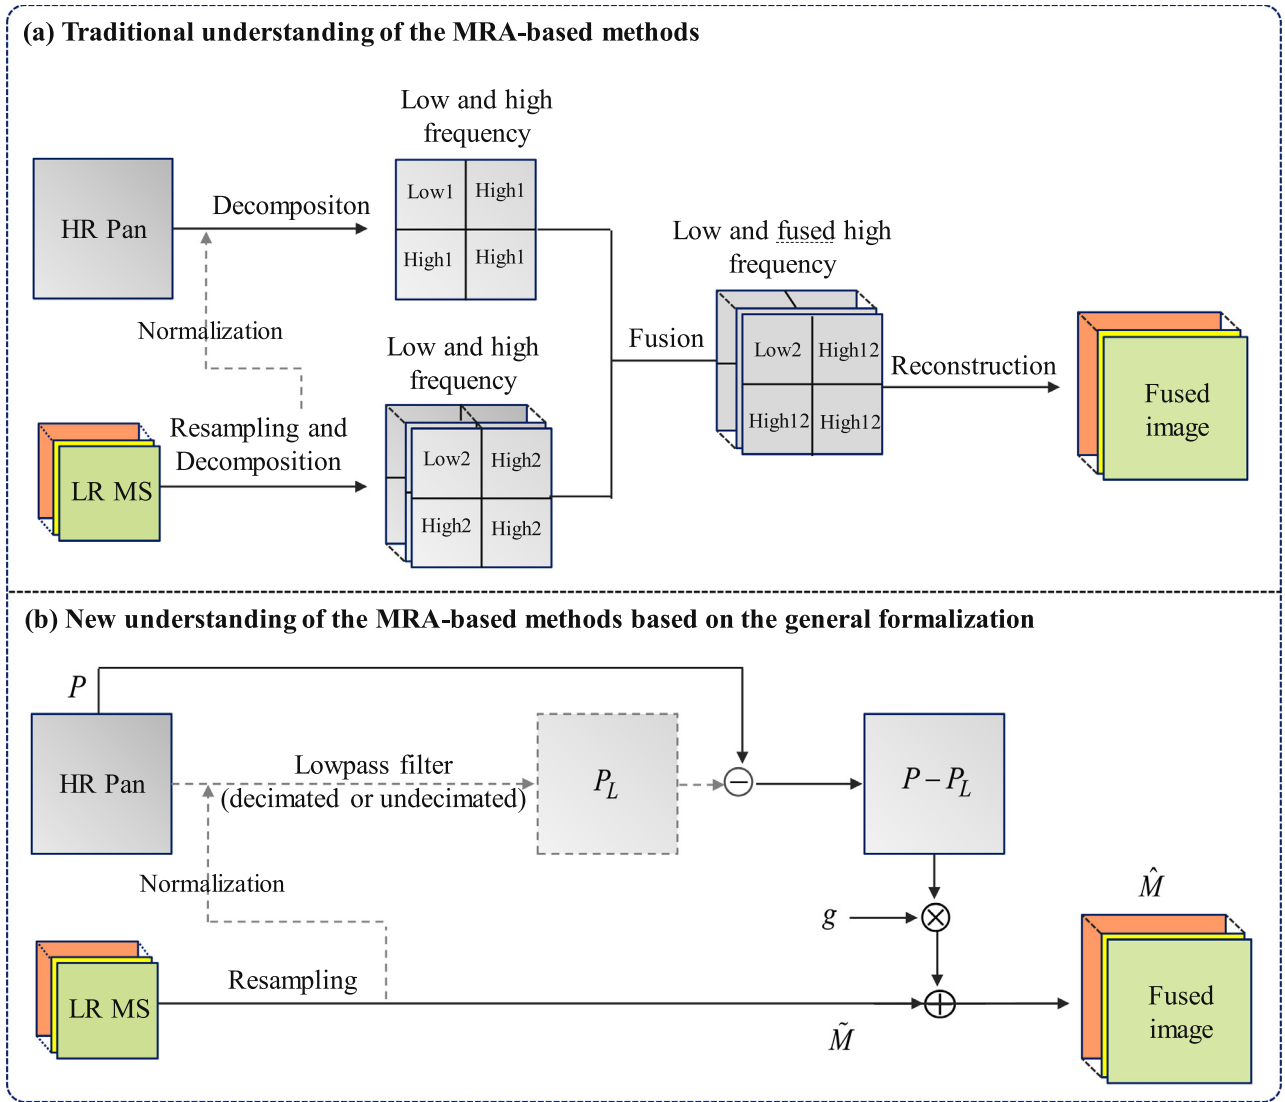 (a) Traditional understanding of the MRA-based methods
Low and high
frequency
HR Pan
Decompositon
Low1
High1
High1
High1
Normalization
Low and high
frequency
Resampling and
Decomposition
LR MS
Low2
High2
High2
High2
Fusion
Low and fused high
frequency
Low2
High12
High12
High12
Reconstruction
Fused
image
(b) New understanding of the MRA-based methods based on the general formalization
P
HR Pan
Lowpass filter
(decimated or undecimated)
P_L
−
P − P_L
Normalization
g
×
LR MS
Resampling
M̃
+
M̂
Fused
image